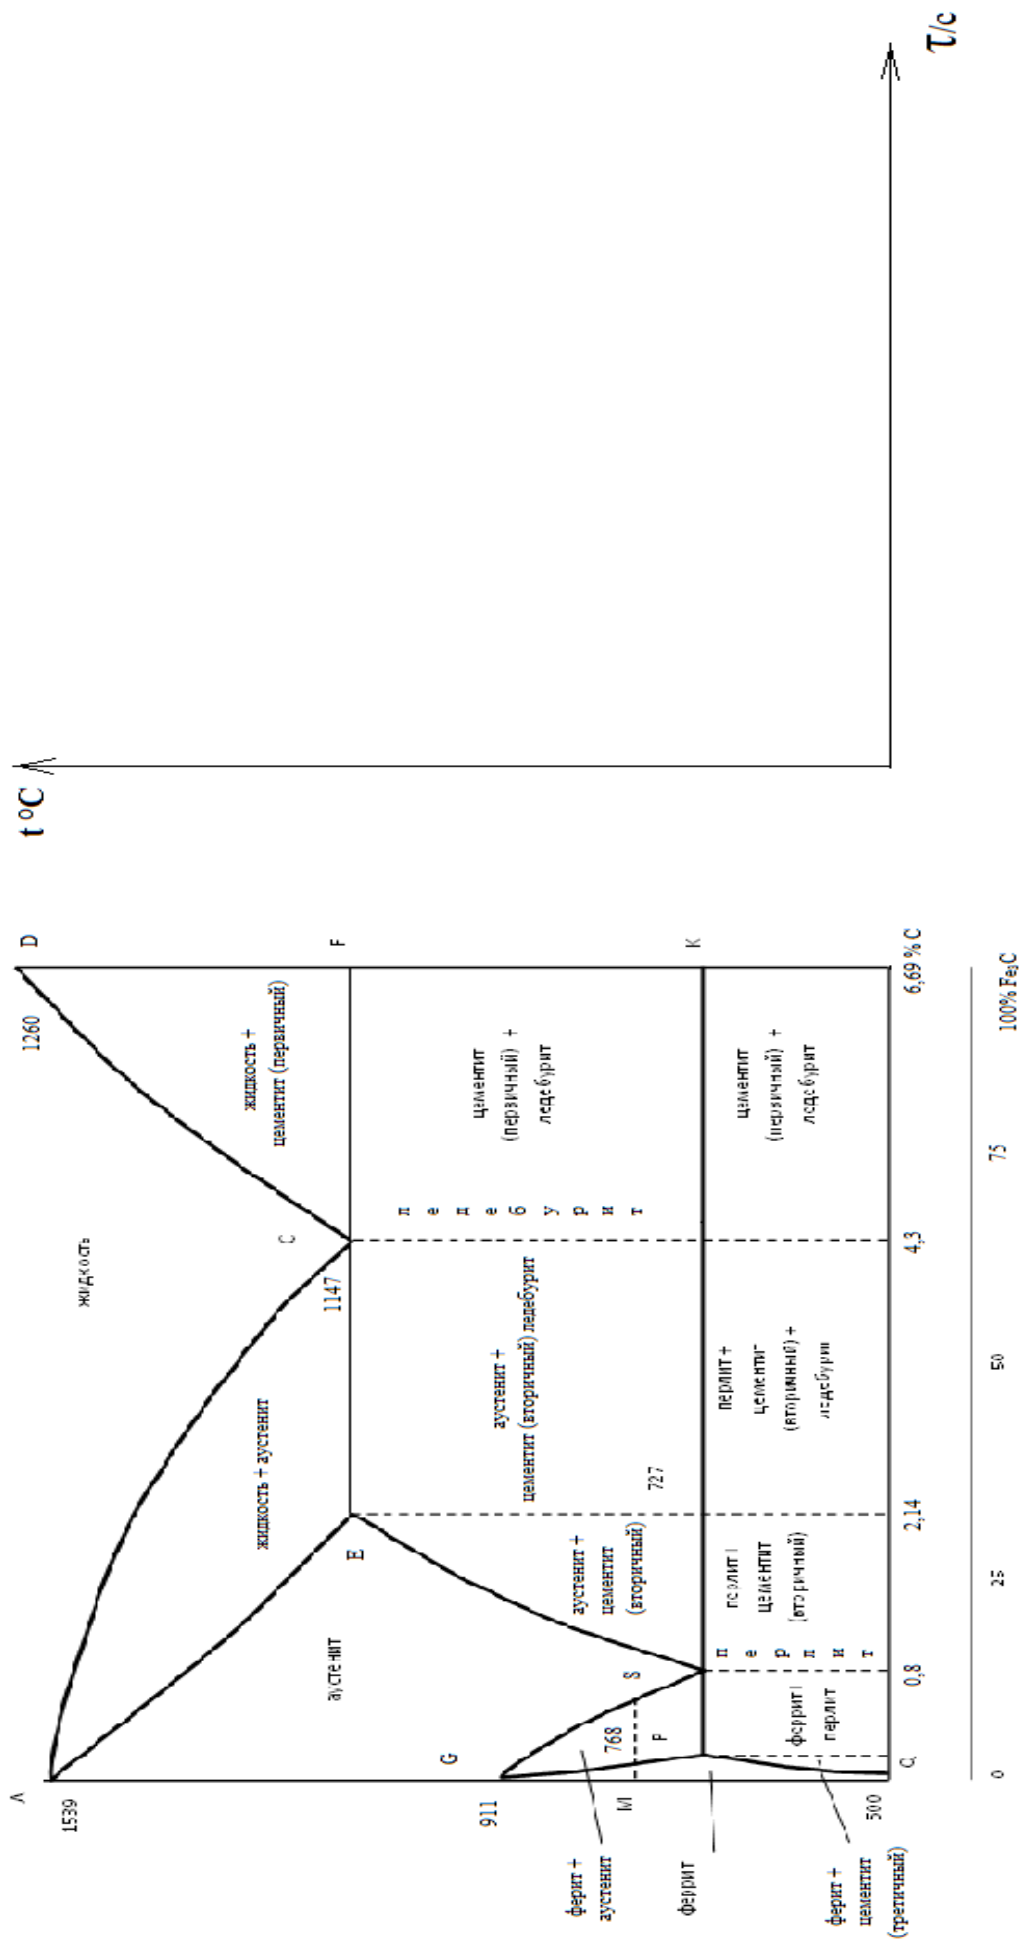 A
1539
жидкость
1260
D
t °C
жидкость + аустенит
жидкость +
цементит (первичный)
C
1147
F
E
аустенит
G
911
ферит +
аустенит
768
M
P
S
аустенит +
цементит
(вторичный)
аустенит +
цементит (вторичный) ледебурит
727
л
е
д
е
б
у
р
и
т
цементит
(первичный) +
ледебурит
K
феррит
ферит +
цементит
(третичный)
феррит
перлит
п
е
р
л
и
т
перлит
цементит
(вторичный)
перлит +
цементит
(вторичный) +
ледебурит
цементит
(первичный) +
ледебурит
500
0,8
2,14
4,3
6,69 % C
0
25
50
75
100% Fe₃C
τ/c